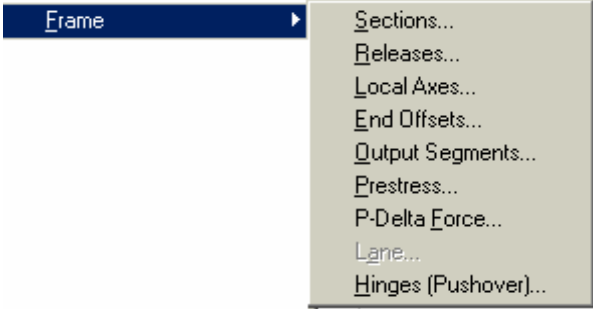 Frame
Sections...
Releases...
Local Axes...
End Offsets...
Output Segments...
Prestress...
P-Delta Force...
Lane...
Hinges (Pushover)...